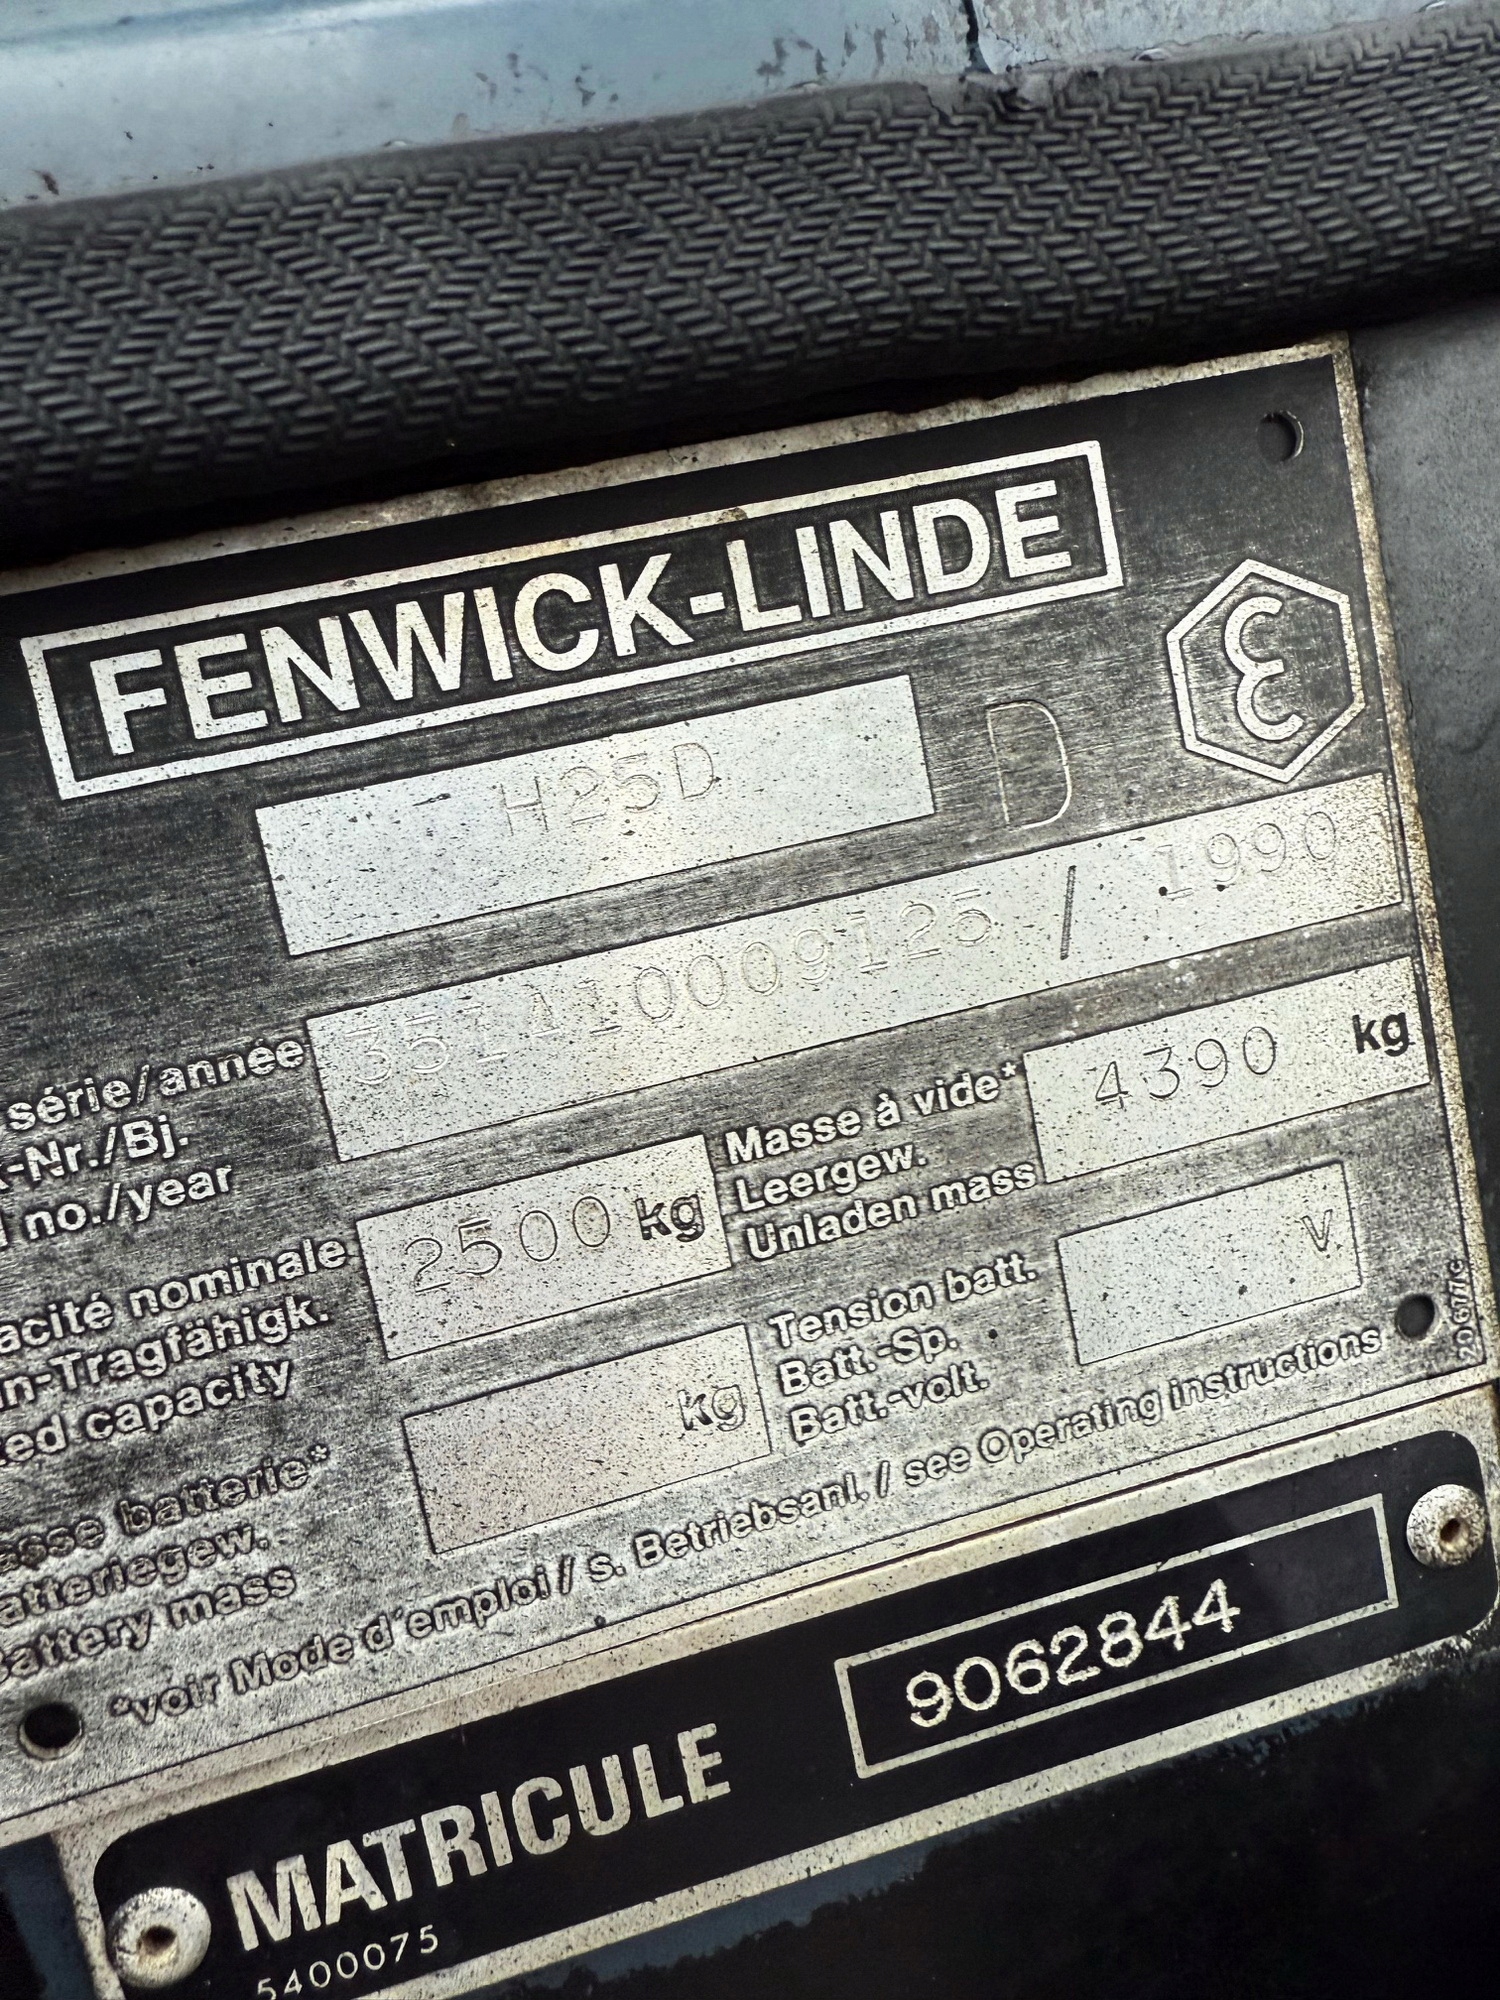 FENWICK-LINDE
H25D D
série/année
-Nr./Bj.
no./year
351A10009125 / 1990
acité nominale
n-Tragfähigk.
ed capacity
2500 kg
Masse à vide*
Leergew.
Unladen mass
4390 kg
asse batterie*
atteriegew.
Battery mass
kg
Tension batt.
Batt.-Sp.
Batt.-volt.
V
*voir Mode d'emploi / s. Betriebsanl. / see Operating instructions
MATRICULE 9062844
5400075